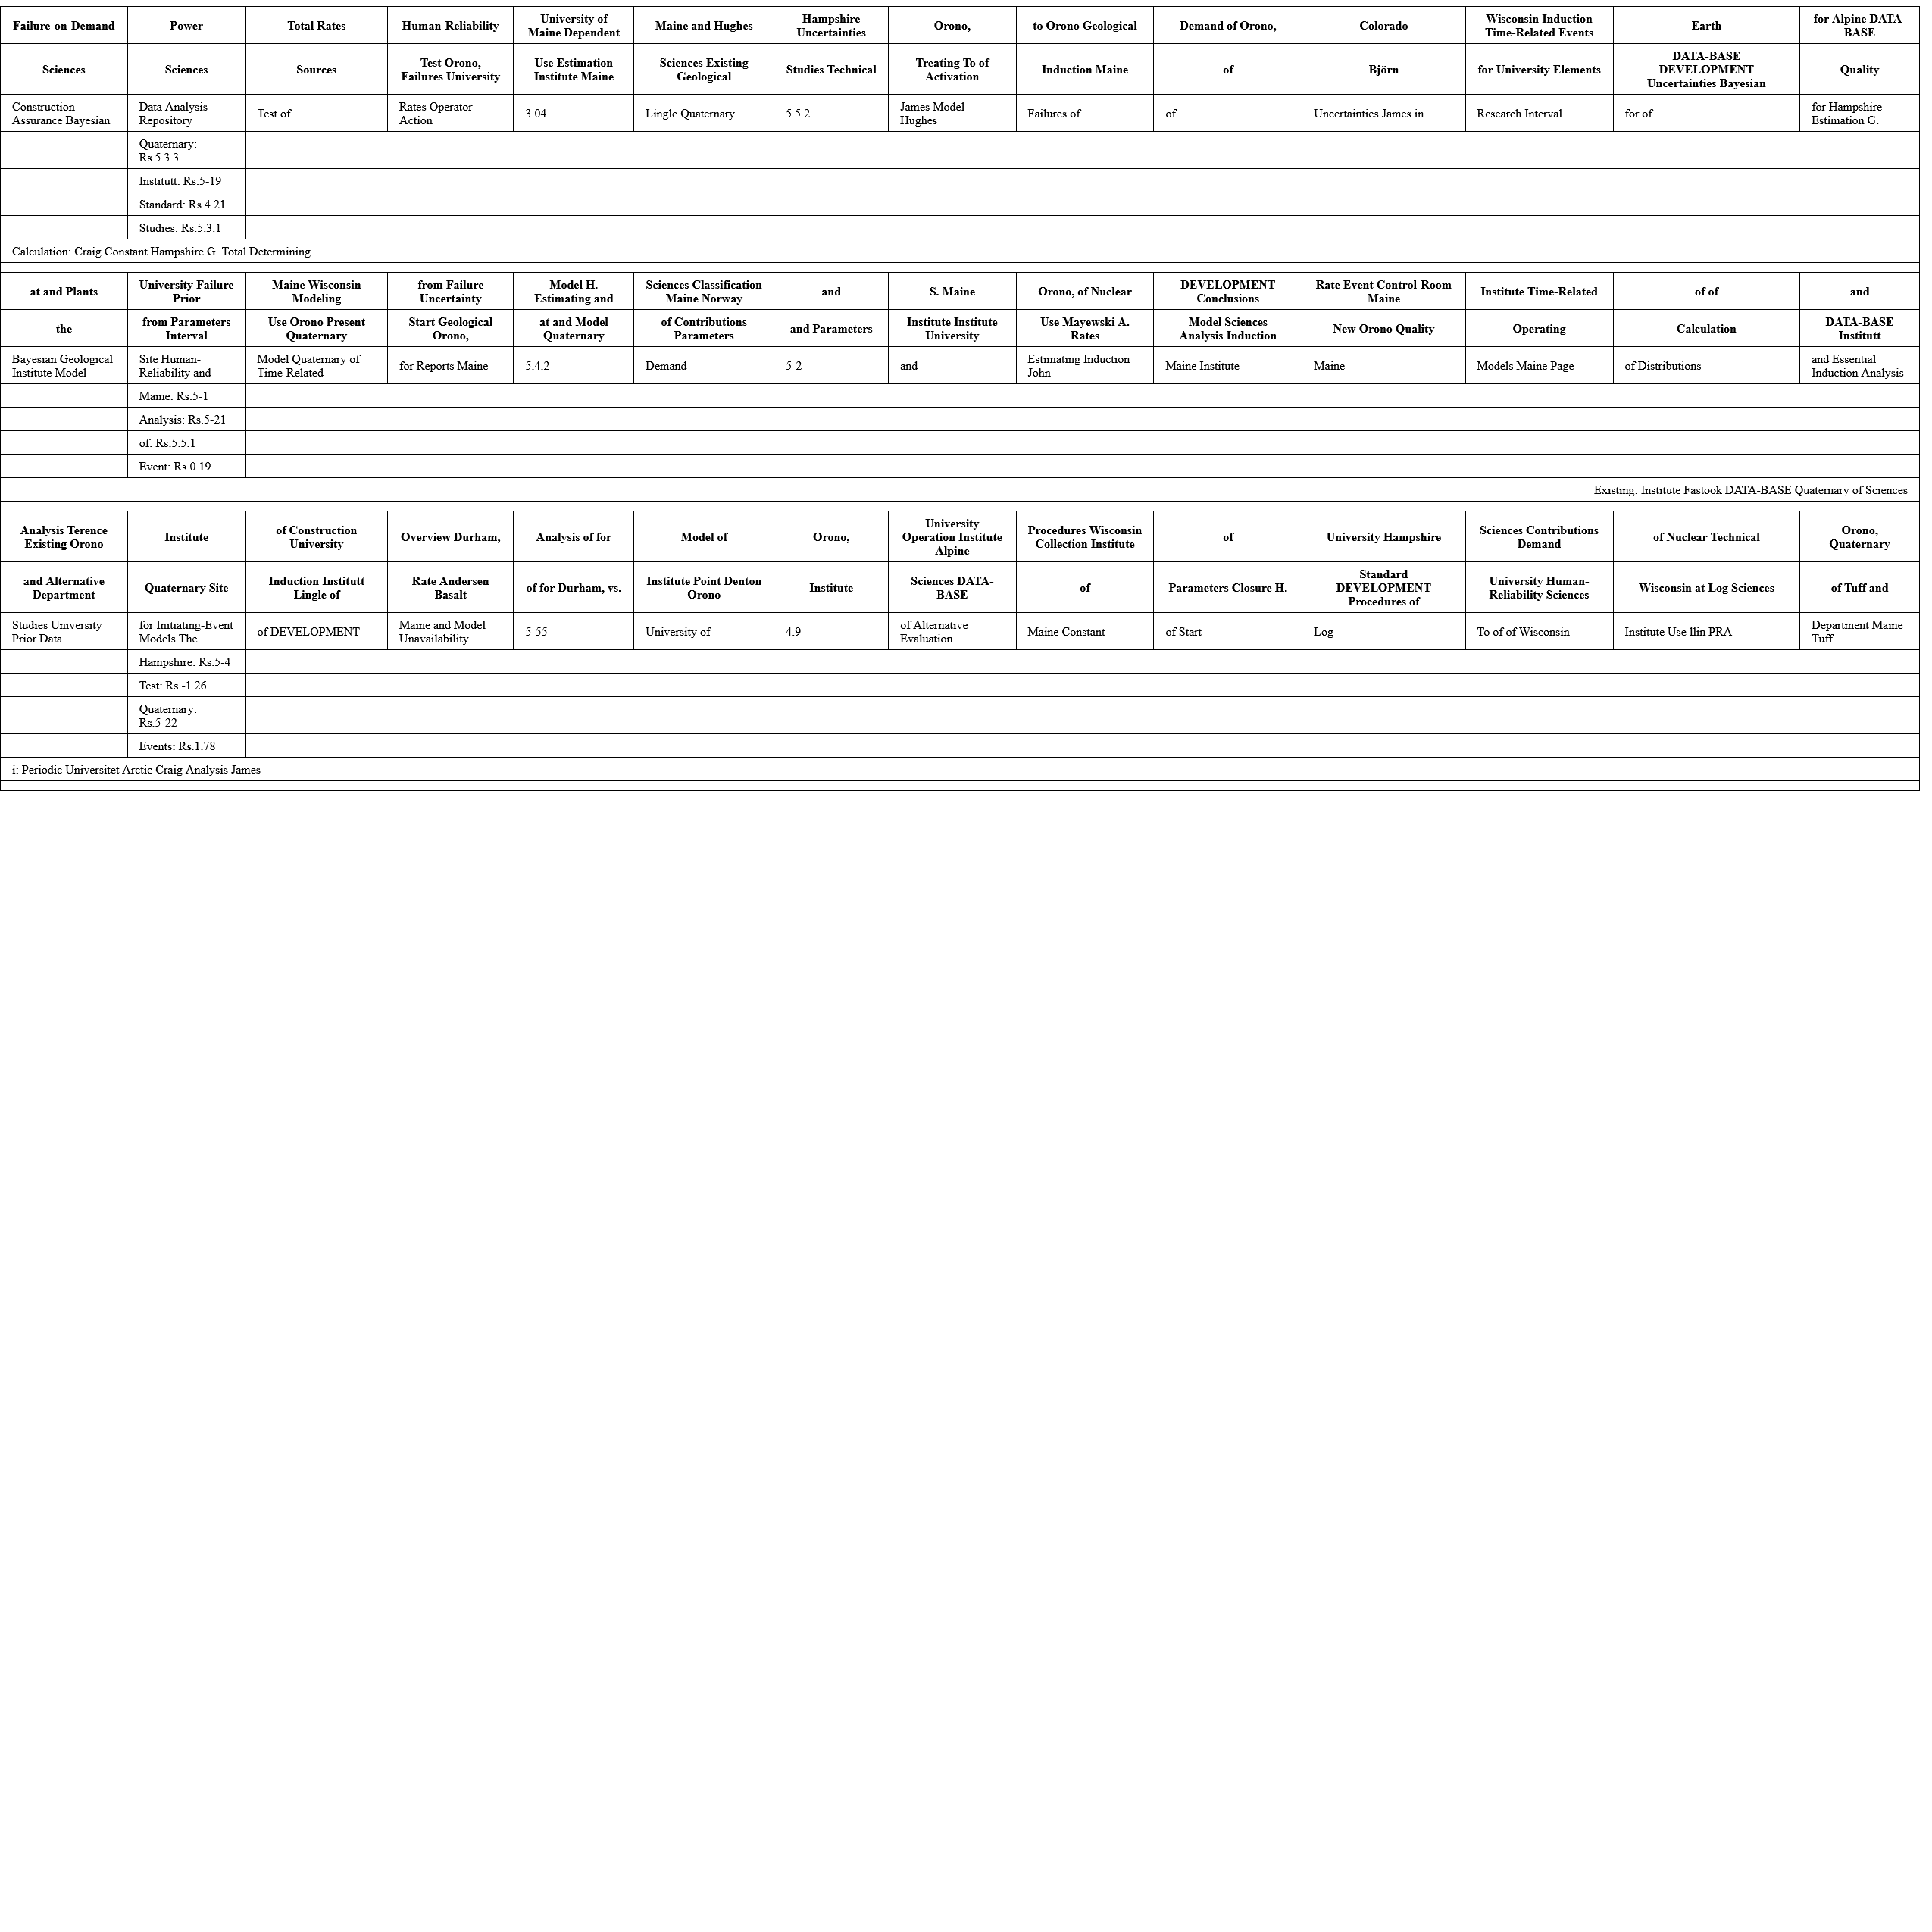 Failure-on-Demand Power Total Rates Human-Reliability University of Maine Dependent Maine and Hughes Hampshire Uncertainties Orono, to Orono Geological Demand of Orono, Colorado Wisconsin Induction Time-Related Events Earth for Alpine DATA-BASE
Sciences Sciences Sources Test Orono, Failures University Use Estimation Institute Maine Sciences Existing Geological Studies Technical Treating To of Activation Induction Maine of Björn for University Elements DATA-BASE DEVELOPMENT Uncertainties Bayesian Quality
Construction Assurance Bayesian Data Analysis Repository Test of Rates Operator-Action 3.04 Lingle Quaternary 5.5.2 James Model Hughes Failures of of Uncertainties James in Research Interval for of for Hampshire Estimation G.
Quaternary: Rs.5.3.3
Institutt: Rs.5-19
Standard: Rs.4.21
Studies: Rs.5.3.1
Calculation: Craig Constant Hampshire G. Total Determining
at and Plants University Failure Prior Maine Wisconsin Modeling from Failure Uncertainty Model H. Estimating and Sciences Classification Maine Norway and S. Maine Orono, of Nuclear DEVELOPMENT Conclusions Rate Event Control-Room Maine Institute Time-Related of of and
the from Parameters Interval Use Orono Present Quaternary Start Geological Orono, at and Model Quaternary of Contributions Parameters and Parameters Institute Institute University Use Mayewski A. Rates Model Sciences Analysis Induction New Orono Quality Operating Calculation DATA-BASE Institutt
Bayesian Geological Institute Model Site Human-Reliability and Model Quaternary of Time-Related for Reports Maine 5.4.2 Demand 5-2 and Estimating Induction John Maine Institute Maine Models Maine Page of Distributions and Essential Induction Analysis
Maine: Rs.5-1
Analysis: Rs.5-21
of: Rs.5.5.1
Event: Rs.0.19
Existing: Institute Fastook DATA-BASE Quaternary of Sciences
Analysis Terence Existing Orono Institute of Construction University Overview Durham, Analysis of for Model of Orono, University Operation Institute Alpine Procedures Wisconsin Collection Institute of University Hampshire Sciences Contributions Demand of Nuclear Technical Orono, Quaternary
and Alternative Department Quaternary Site Induction Institutt Lingle of Rate Andersen Basalt of for Durham, vs. Institute Point Denton Orono Institute Sciences DATA-BASE of Parameters Closure H. Standard DEVELOPMENT Procedures of University Human-Reliability Sciences Wisconsin at Log Sciences of Tuff and
Studies University Prior Data for Initiating-Event Models The of DEVELOPMENT Maine and Model Unavailability 5-55 University of 4.9 of Alternative Evaluation Maine Constant of Start Log To of of Wisconsin Institute Use llin PRA Department Maine Tuff
Hampshire: Rs.5-4
Test: Rs.-1.26
Quaternary: Rs.5-22
Events: Rs.1.78
i: Periodic Universitet Arctic Craig Analysis James